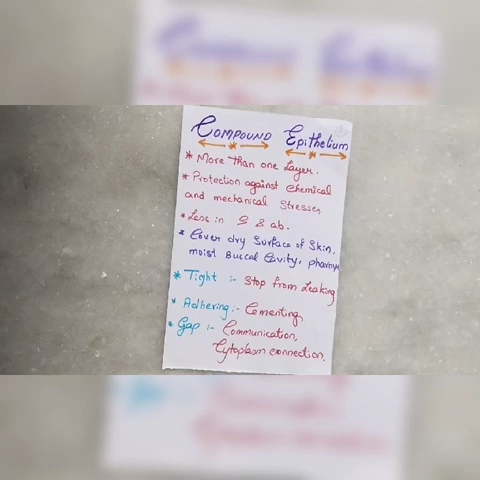 Compound Epithelium
* More than one Layer.
* Protection against Chemical
and mechanical Stresses
* Less in S & ab.
* Cover dry Surface of Skin,
moist buccal Cavity, pharynx
* Tight :- Stop from Leaking
* Adhering :- Cementing
* Gap :- Communication,
Cytoplasm connection.